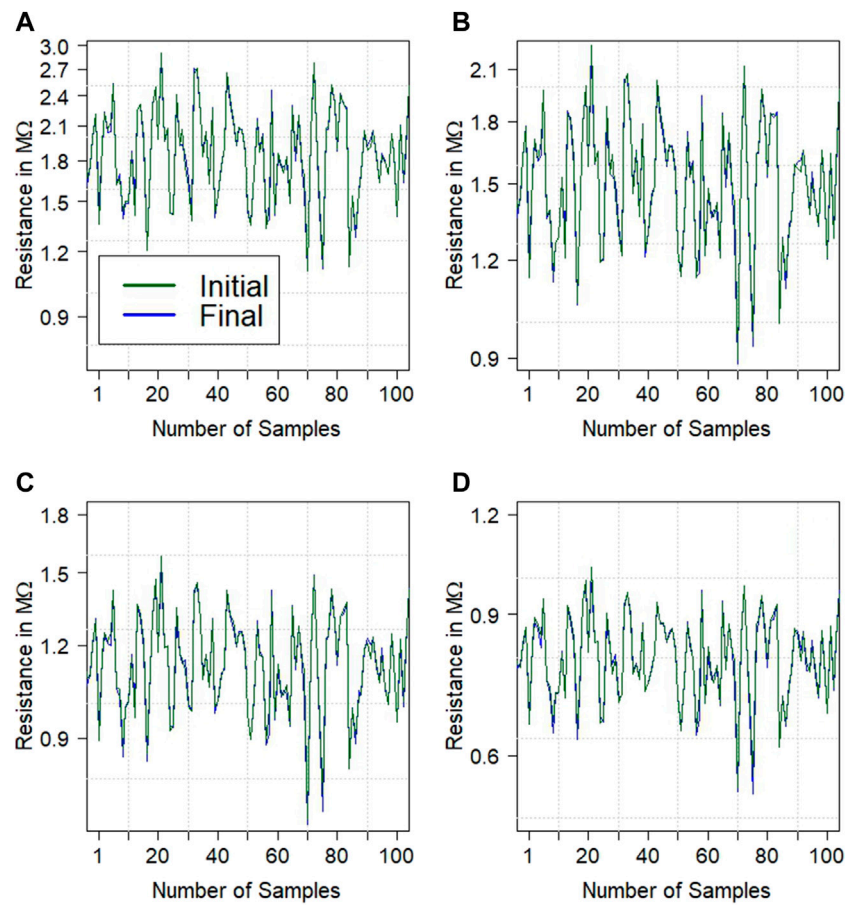 A
Resistance in MΩ
3.0
2.7
2.4
2.1
1.8
1.5
1.2
0.9
Initial
Final
1 20 40 60 80 100
Number of Samples
B
Resistance in MΩ
2.1
1.8
1.5
1.2
0.9
1 20 40 60 80 100
Number of Samples
C
Resistance in MΩ
1.8
1.5
1.2
0.9
1 20 40 60 80 100
Number of Samples
D
Resistance in MΩ
1.2
0.9
0.6
1 20 40 60 80 100
Number of Samples